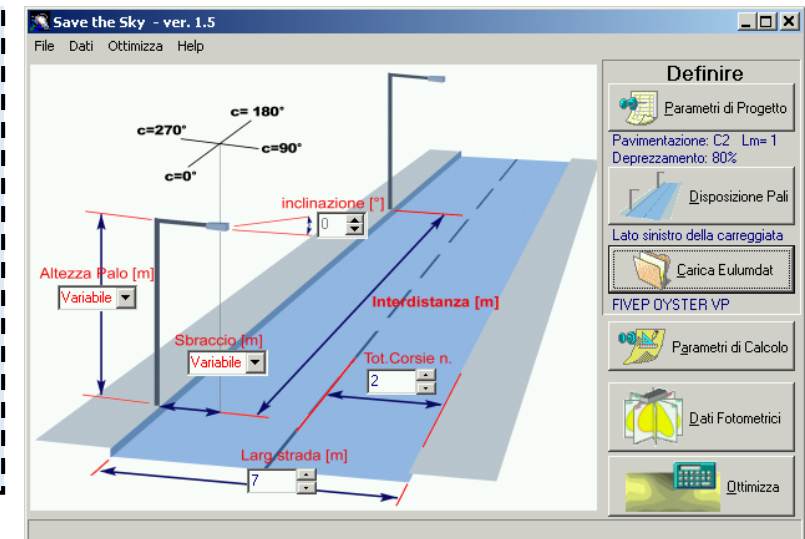 Save the Sky - ver. 1.5
File Dati Ottimizza Help
c= 180°
c=270°
c=90°
c=0°
inclinazione [°]
0
Altezza Palo [m]
Variabile
Interdistanza [m]
Sbraccio [m]
Variabile
Tot.Corsie n.
2
Larg.strada [m]
7
Definire
Parametri di Progetto
Pavimentazione: C2 Lm= 1
Deprezzamento: 80%
Disposizione Pali
Lato sinistro della carreggiata
Carica Eulumdat
FIVEP OYSTER VP
Parametri di Calcolo
Dati Fotometrici
Ottimizza